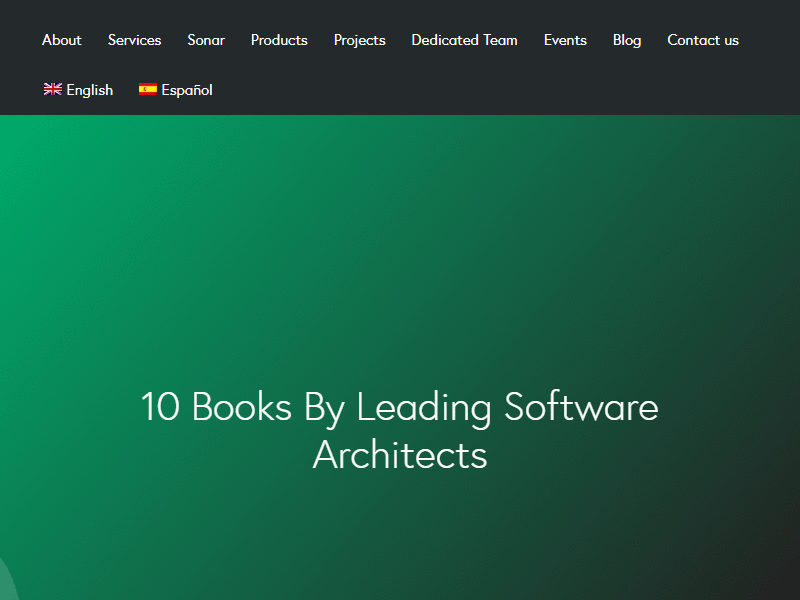 About Services Sonar Products Projects Dedicated Team Events Blog Contact us
English Español
10 Books By Leading Software
Architects